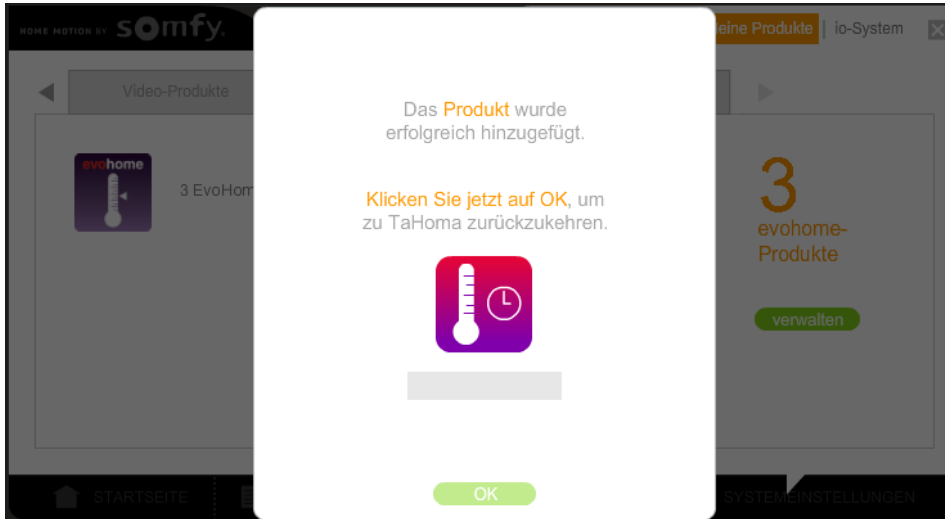 HOME MOTION BY somfy.
eine Produkte | io-System
Video-Produkte
evohome
3 EvoHom
Das Produkt wurde
erfolgreich hinzugefügt.
Klicken Sie jetzt auf OK, um
zu TaHoma zurückzukehren.
OK
3
evohome-
Produkte
verwalten
STARTSEITE
SYSTEMEINSTELLUNGEN